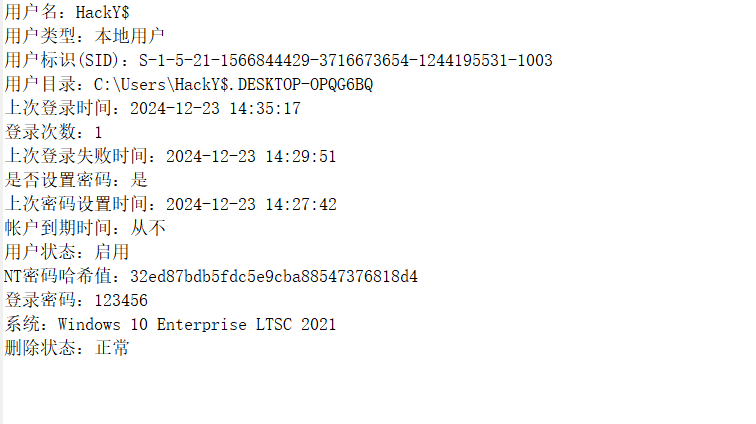 用户名：HackY$
用户类型：本地用户
用户标识(SID)：S-1-5-21-1566844429-3716673654-1244195531-1003
用户目录：C:\Users\HackY$.DESKTOP-OPQG6BQ
上次登录时间：2024-12-23 14:35:17
登录次数：1
上次登录失败时间：2024-12-23 14:29:51
是否设置密码：是
上次密码设置时间：2024-12-23 14:27:42
帐户到期时间：从不
用户状态：启用
NT密码哈希值：32ed87bdb5fdc5e9cba88547376818d4
登录密码：123456
系统：Windows 10 Enterprise LTSC 2021
删除状态：正常